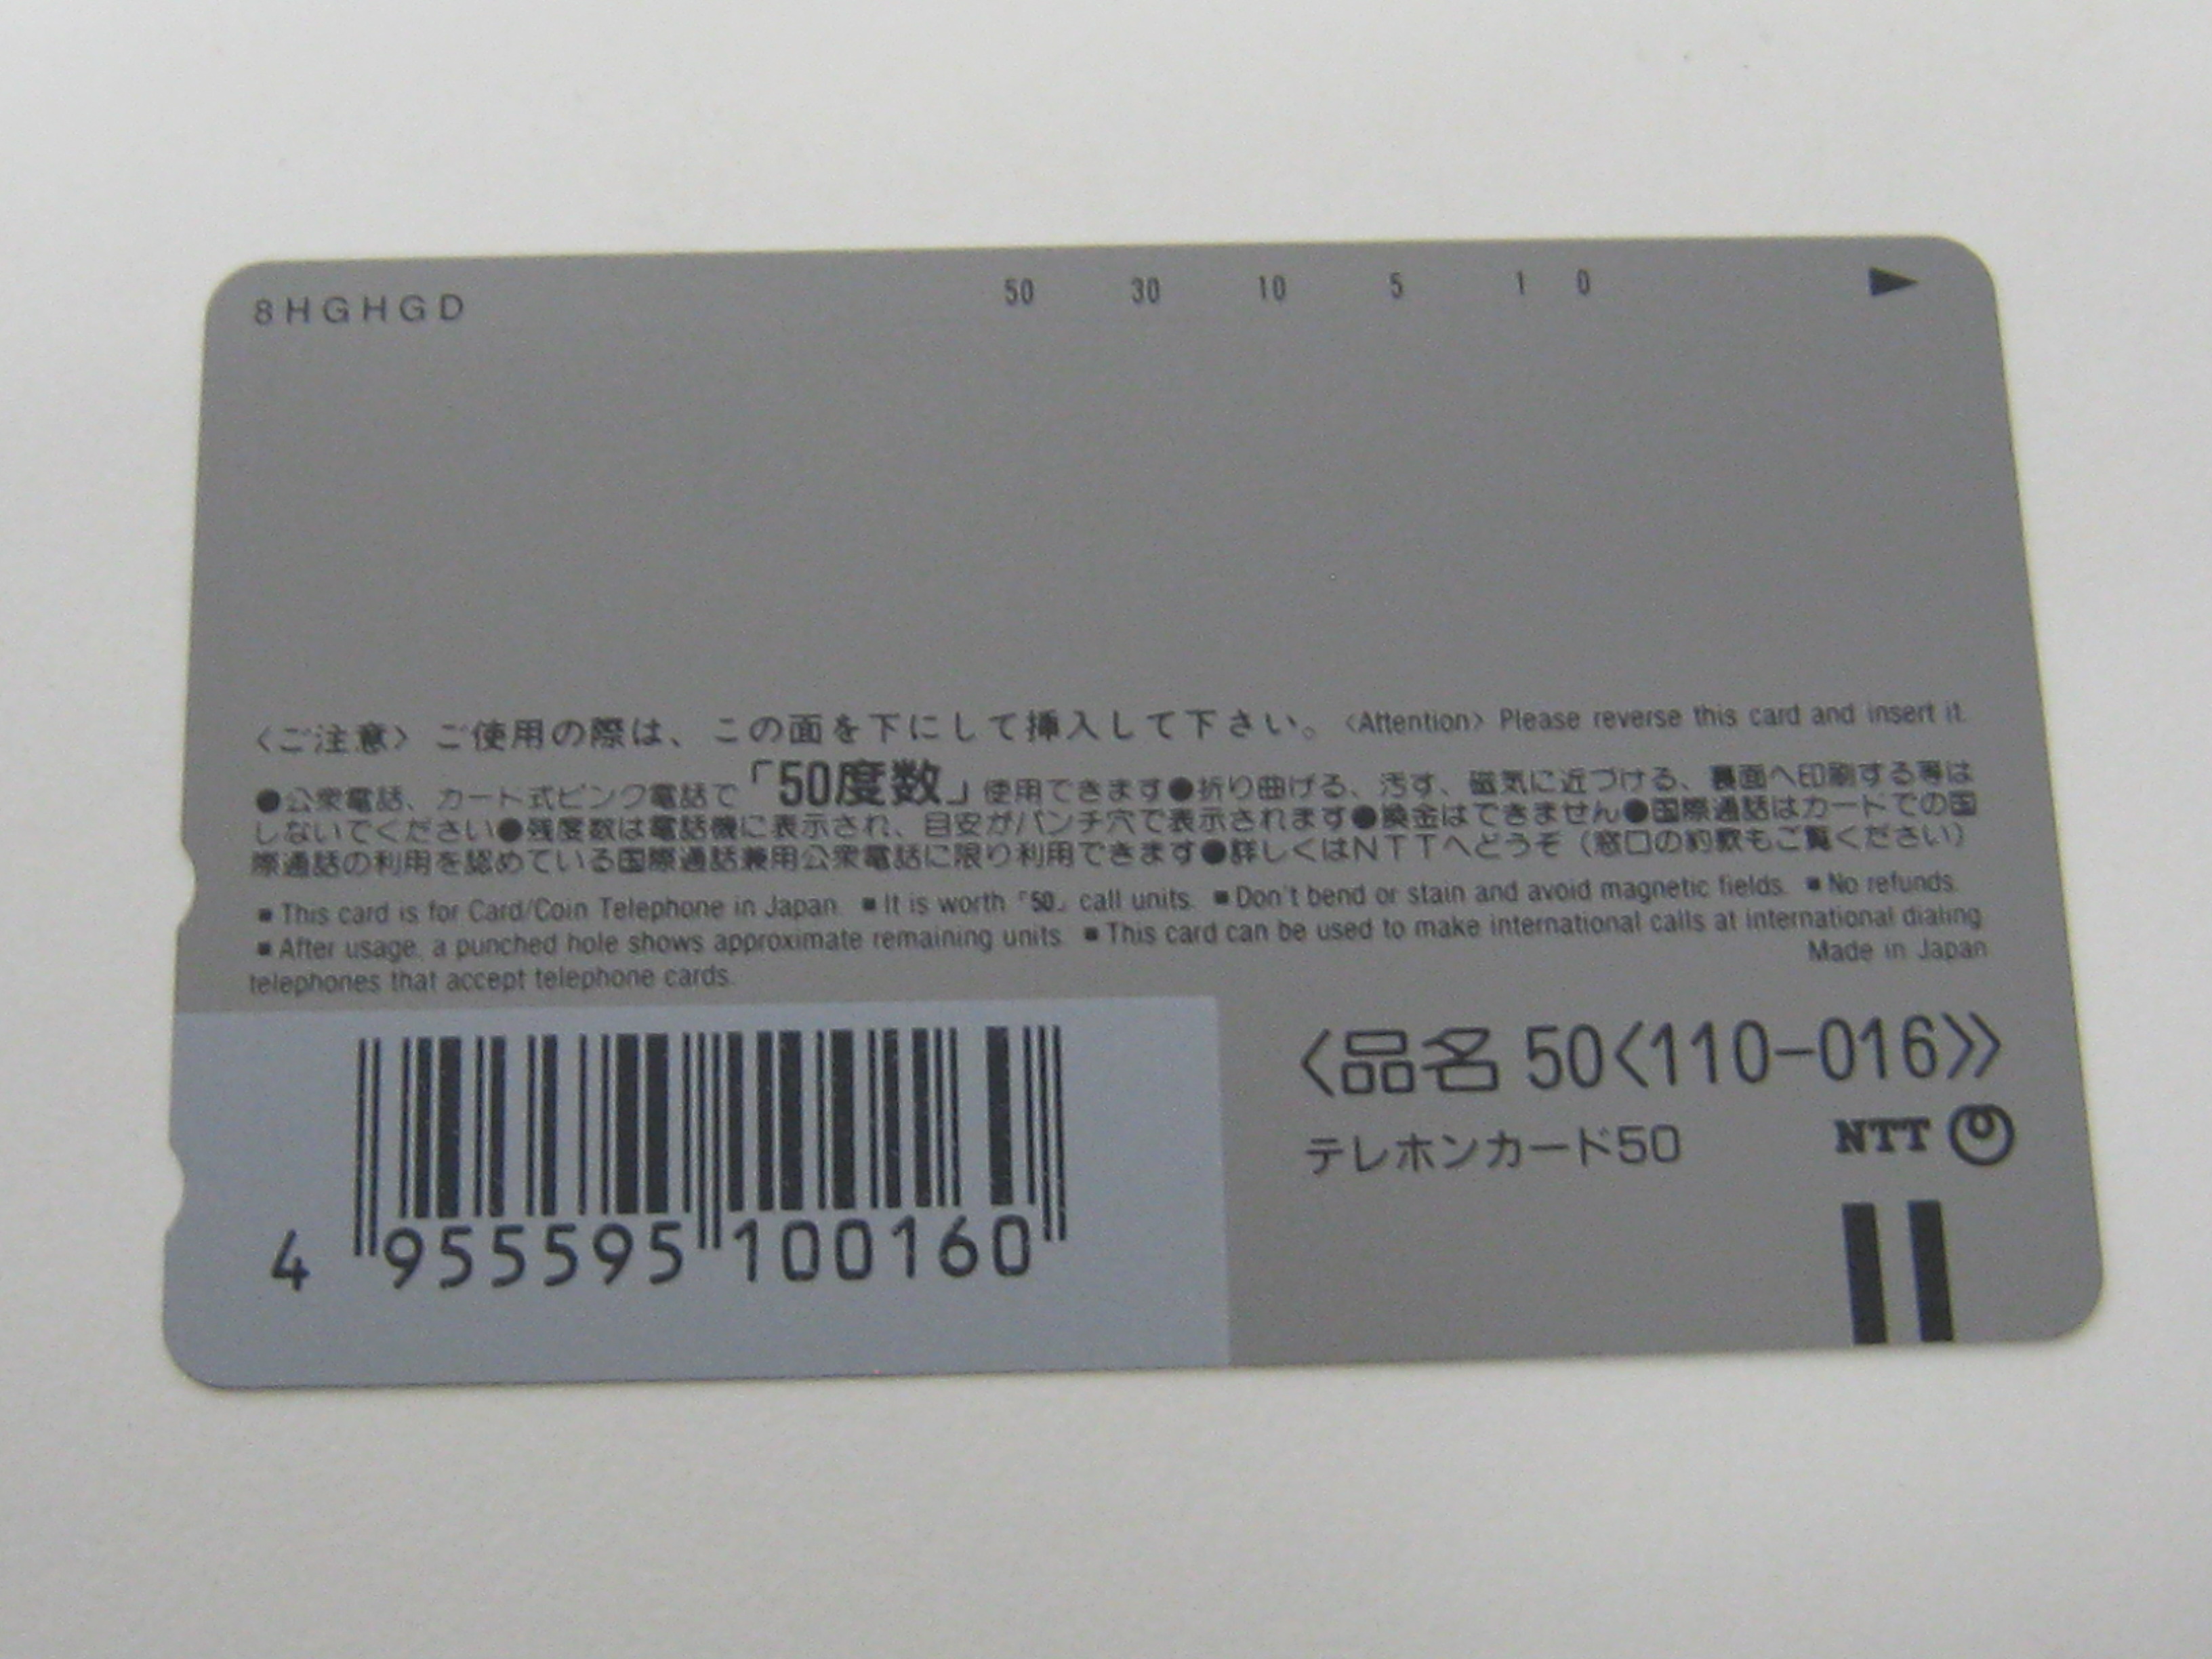 8HGHGD
50 30 10 5 1 0
〈ご注意〉ご使用の際は、この面を下にして挿入して下さい。〈Attention〉Please reverse this card and insert it.
●公衆電話、カード式ピンク電話で「50度数」使用できます●折り曲げる、汚す、磁気に近づける、裏面へ印刷する等は
しないでください●残度数は電話機に表示され、目安がパンチ穴で表示されます●換金はできません●国際通話はカードでの国
際通話の利用を認めている国際通話兼用公衆電話に限り利用できます●詳しくはNTTへどうぞ（窓口の約款もご覧ください）
■This card is for Card/Coin Telephone in Japan. ■It is worth「50」call units. ■Don't bend or stain and avoid magnetic fields. ■No refunds.
■After usage, a punched hole shows approximate remaining units. ■This card can be used to make international calls at international dialing
telephones that accept telephone cards.
Made in Japan
〈品名 50〈110-016〉〉
テレホンカード50
NTT
4 955595 100160